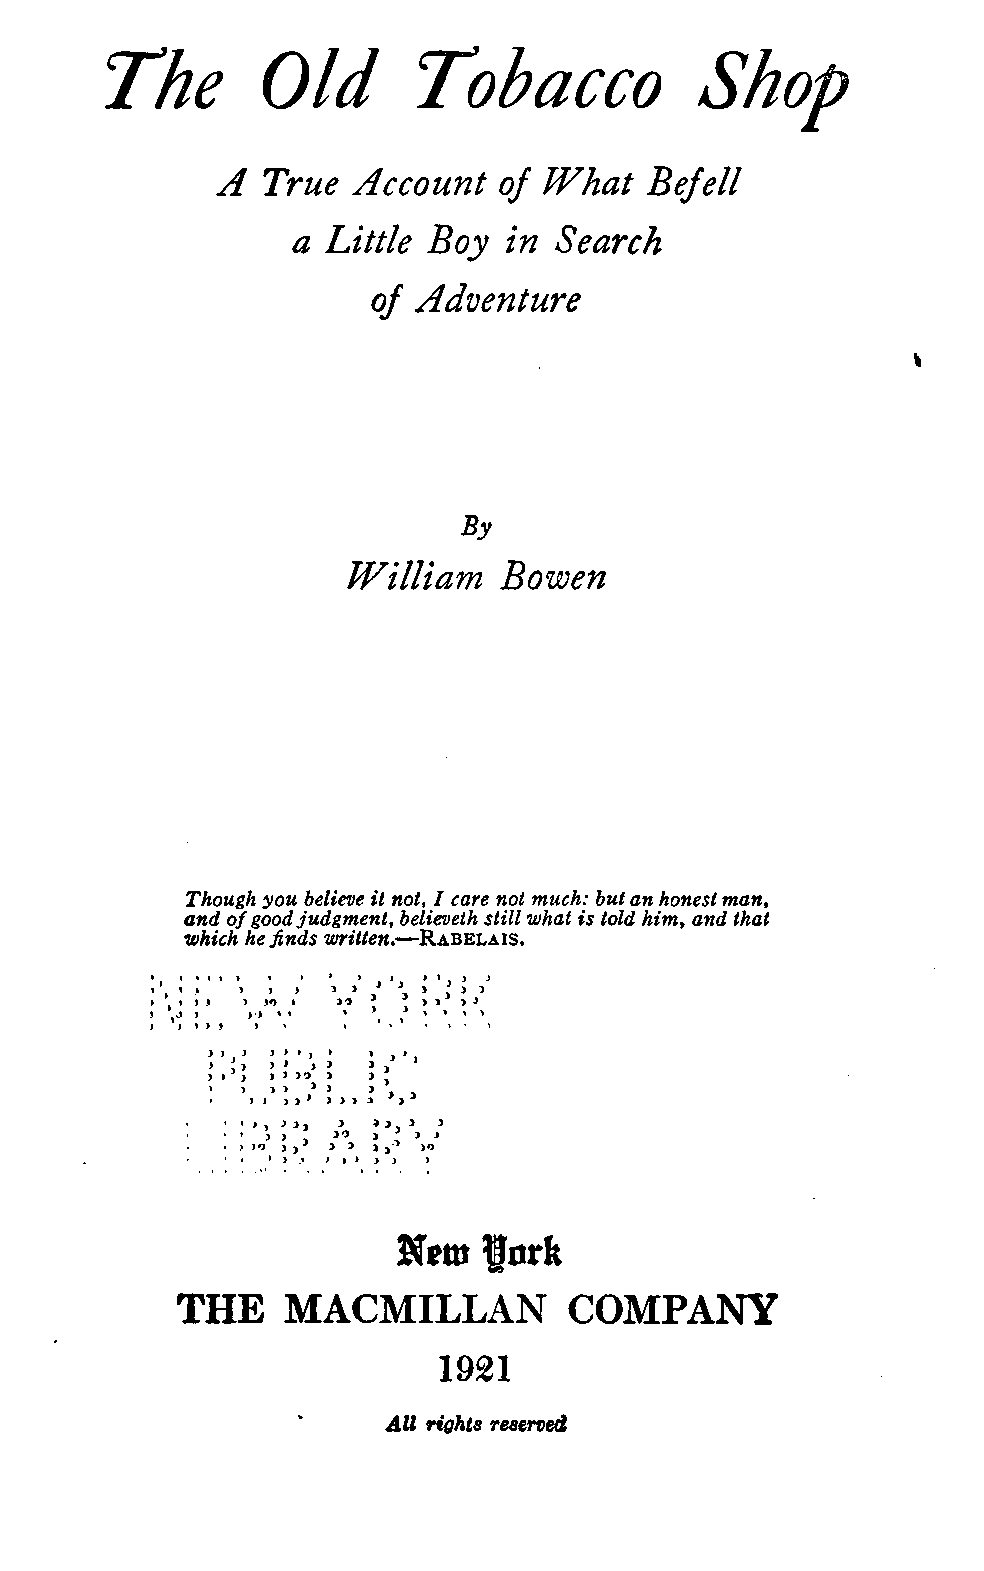 The Old Tobacco Shop
A True Account of What Befell
a Little Boy in Search
of Adventure
By
William Bowen
Though you believe it not, I care not much: but an honest man,
and of good judgment, believeth still what is told him, and that
which he finds written.—RABELAIS.
NEW YORK
PUBLIC
LIBRARY
New York
THE MACMILLAN COMPANY
1921
All rights reserved